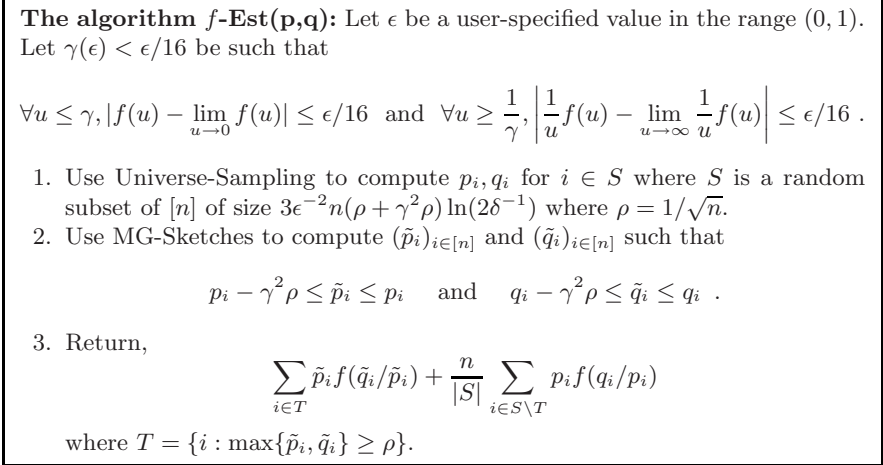 The algorithm f-Est(p,q): Let ϵ be a user-specified value in the range (0, 1).
Let γ(ϵ) < ϵ/16 be such that
∀u ≤ γ, |f(u) − lim_{u→0} f(u)| ≤ ϵ/16 and ∀u ≥ 1/γ, |1/u f(u) − lim_{u→∞} 1/u f(u)| ≤ ϵ/16 .
1. Use Universe-Sampling to compute p_i, q_i for i ∈ S where S is a random
subset of [n] of size 3ϵ^{−2}n(ρ + γ^2ρ) ln(2δ^{−1}) where ρ = 1/√n.
2. Use MG-Sketches to compute (p̃_i)_{i∈[n]} and (q̃_i)_{i∈[n]} such that
p_i − γ^2ρ ≤ p̃_i ≤ p_i and q_i − γ^2ρ ≤ q̃_i ≤ q_i .
3. Return,
∑_{i∈T} p̃_i f(q̃_i/p̃_i) + n/|S| ∑_{i∈S\T} p_i f(q_i/p_i)
where T = {i : max{p̃_i, q̃_i} ≥ ρ}.